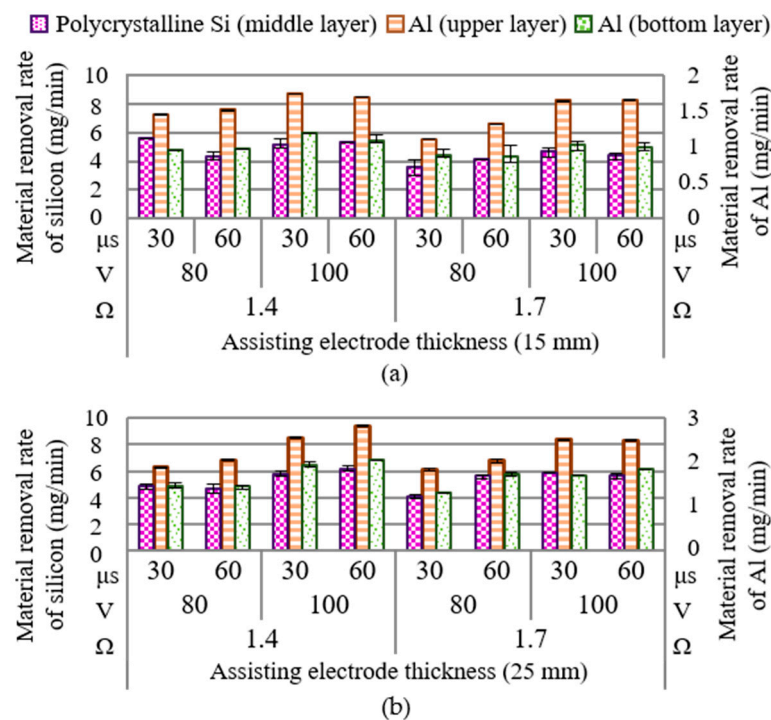 Polycrystalline Si (middle layer) Al (upper layer) Al (bottom layer)
Material removal rate
of silicon (mg/min)
10
8
6
4
2
0
2
1.5
1
0.5
0
Material removal rate
of Al (mg/min)
μs 30 60 30 60 30 60 30 60 μs
V 80 100 80 100 V
Ω 1.4 1.7 Ω
Assisting electrode thickness (15 mm)
(a)
Material removal rate
of silicon (mg/min)
10
8
6
4
2
0
3
2
1
0
Material removal rate
of Al (mg/min)
μs 30 60 30 60 30 60 30 60 μs
V 80 100 80 100 V
Ω 1.4 1.7 Ω
Assisting electrode thickness (25 mm)
(b)